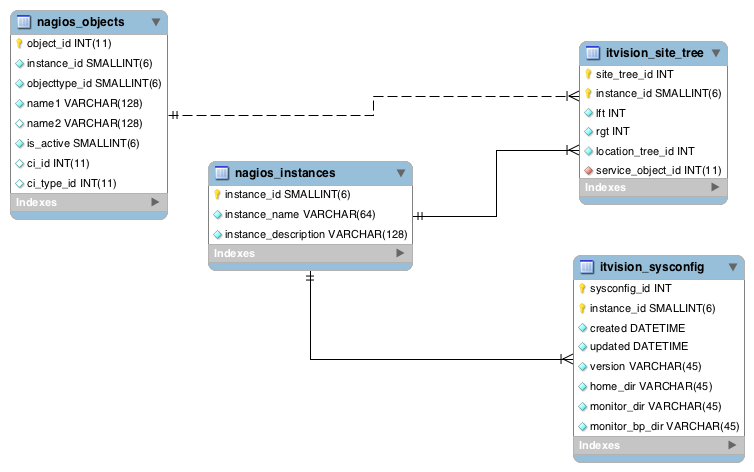 nagios_objects
object_id INT(11)
instance_id SMALLINT(6)
objecttype_id SMALLINT(6)
name1 VARCHAR(128)
name2 VARCHAR(128)
is_active SMALLINT(6)
ci_id INT(11)
ci_type_id INT(11)
Indexes
itvision_site_tree
site_tree_id INT
instance_id SMALLINT(6)
lft INT
rgt INT
location_tree_id INT
service_object_id INT(11)
Indexes
nagios_instances
instance_id SMALLINT(6)
instance_name VARCHAR(64)
instance_description VARCHAR(128)
Indexes
itvision_sysconfig
sysconfig_id INT
instance_id SMALLINT(6)
created DATETIME
updated DATETIME
version VARCHAR(45)
home_dir VARCHAR(45)
monitor_dir VARCHAR(45)
monitor_bp_dir VARCHAR(45)
Indexes